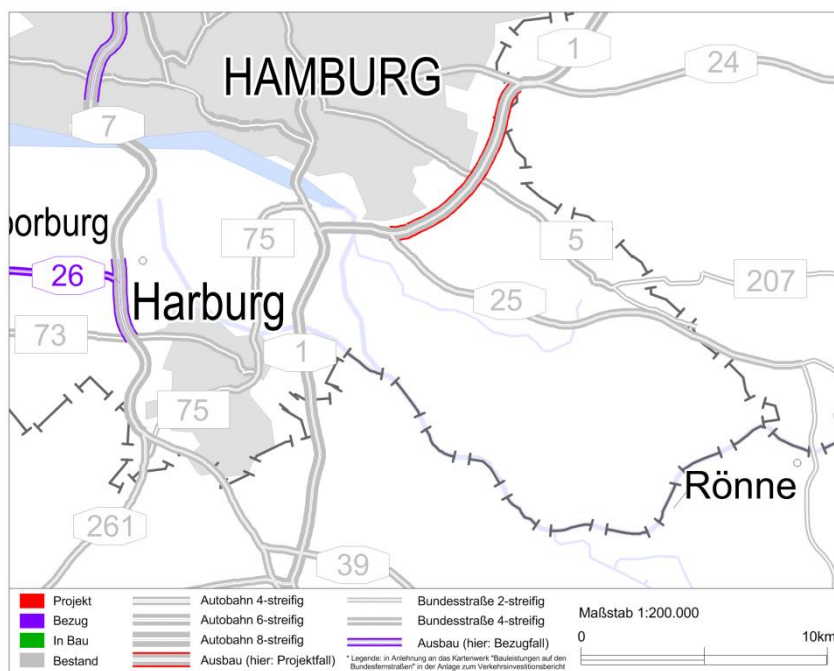 1
24
HAMBURG
7
oorburg
75
5
26
207
Harburg
25
73
1
75
Rönne
261
39
Projekt
Bezug
In Bau
Bestand
Autobahn 4-streifig
Autobahn 6-streifig
Autobahn 8-streifig
Ausbau (hier: Projektfall)
Bundesstraße 2-streifig
Bundesstraße 4-streifig
Ausbau (hier: Bezugfall)
* Legende: in Anlehnung an das Kartenwerk "Bauleistungen auf den
Bundesfernstraßen" in der Anlage zum Verkehrsinvestitionsbericht
Maßstab 1:200.000
0
10km